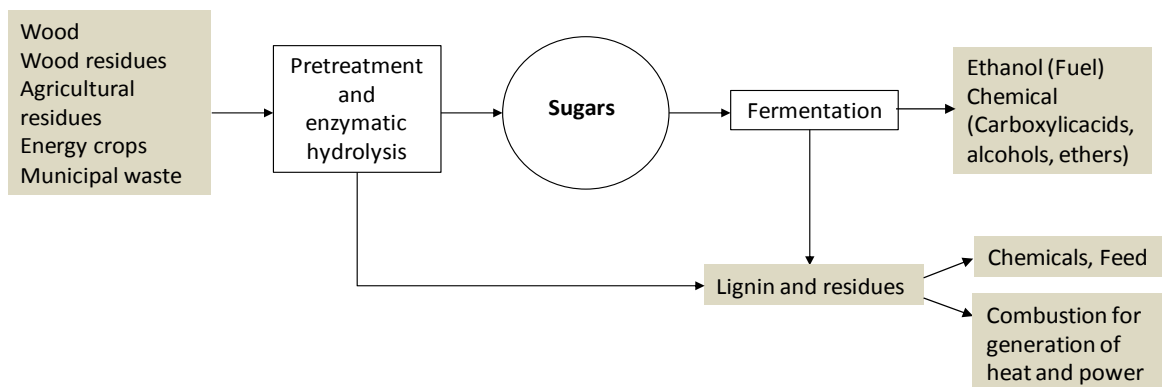 Wood
Wood residues
Agricultural
residues
Energy crops
Municipal waste
Pretreatment
and
enzymatic
hydrolysis
Sugars
Fermentation
Ethanol (Fuel)
Chemical
(Carboxylicacids,
alcohols, ethers)
Lignin and residues
Chemicals, Feed
Combustion for
generation of
heat and power